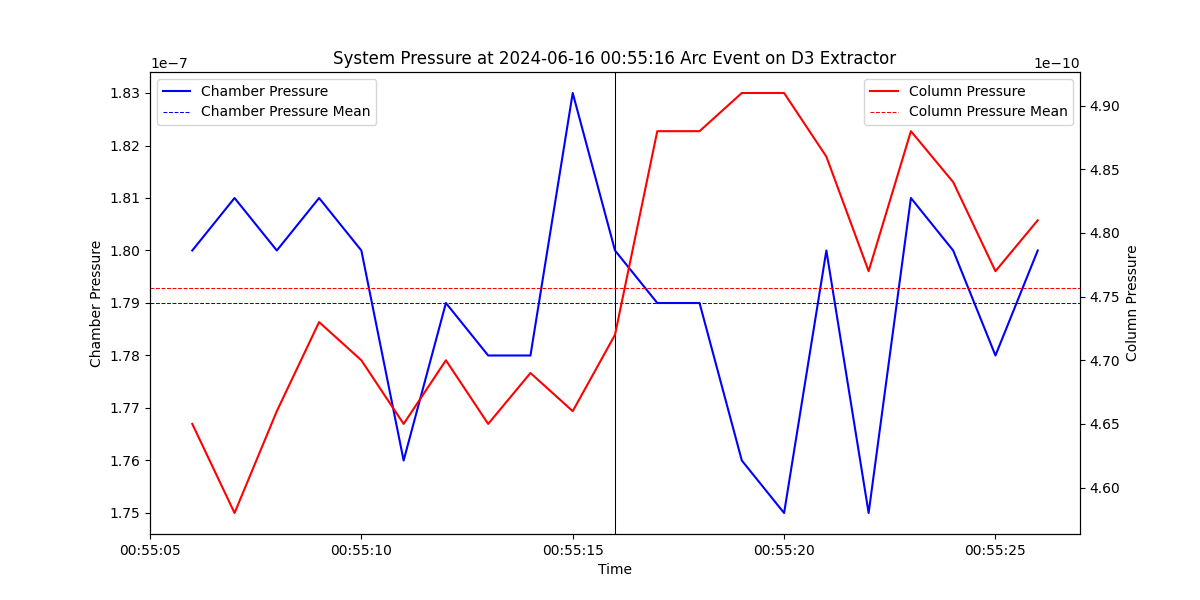 System Pressure at 2024-06-16 00:55:16 Arc Event on D3 Extractor
1e−7
1e−10
Chamber Pressure
Chamber Pressure Mean
Column Pressure
Column Pressure Mean
1.83
1.82
1.81
1.80
1.79
1.78
1.77
1.76
1.75
Chamber Pressure
4.90
4.85
4.80
4.75
4.70
4.65
4.60
Column Pressure
00:55:05
00:55:10
00:55:15
00:55:20
00:55:25
Time